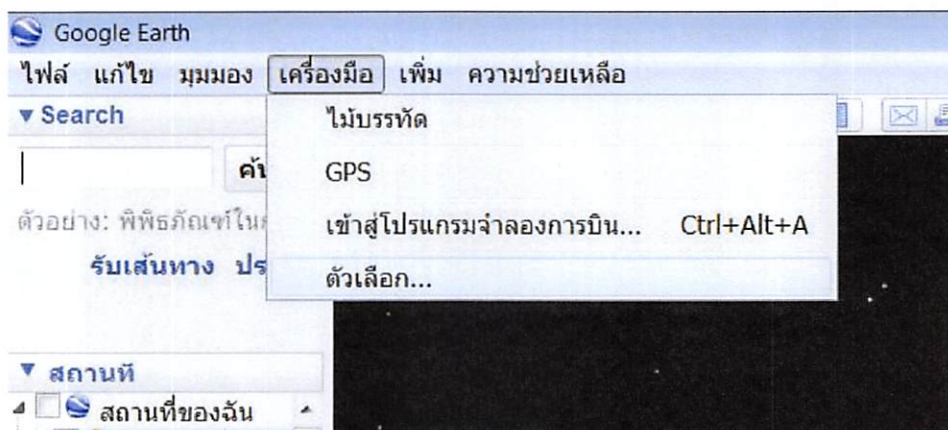 Google Earth
ไฟล์ แก้ไข มุมมอง เครื่องมือ เพิ่ม ความช่วยเหลือ
Search
ไม้บรรทัด
GPS
ตัวอย่าง: พิพิธภัณฑ์ใน
เข้าสู่โปรแกรมจำลองการบิน... Ctrl+Alt+A
รับเส้นทาง
ตัวเลือก...
สถานที่
สถานที่ของฉัน